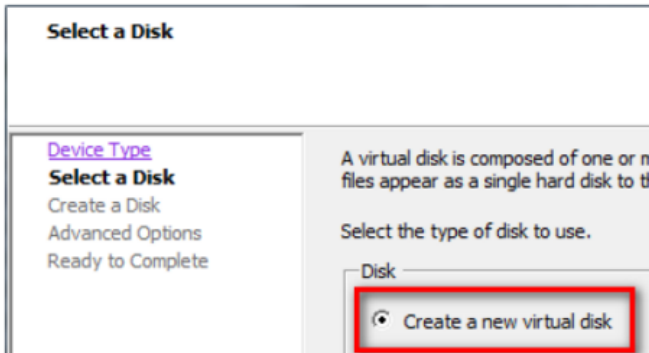 Select a Disk
Device Type
Select a Disk
Create a Disk
Advanced Options
Ready to Complete
A virtual disk is composed of one or
files appear as a single hard disk to
Select the type of disk to use.
Disk
Create a new virtual disk